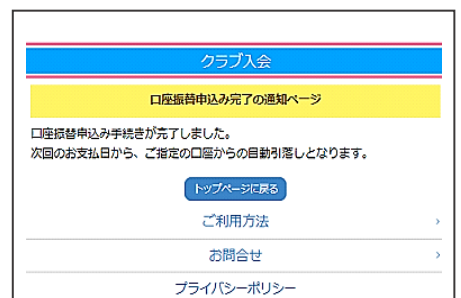 クラブ入会
口座振替申込み完了の通知ページ
口座振替申込み手続きが完了しました。
次回のお支払日から、ご指定の口座からの自動引落しとなります。
トップページに戻る
ご利用方法
お問合せ
プライバシーポリシー